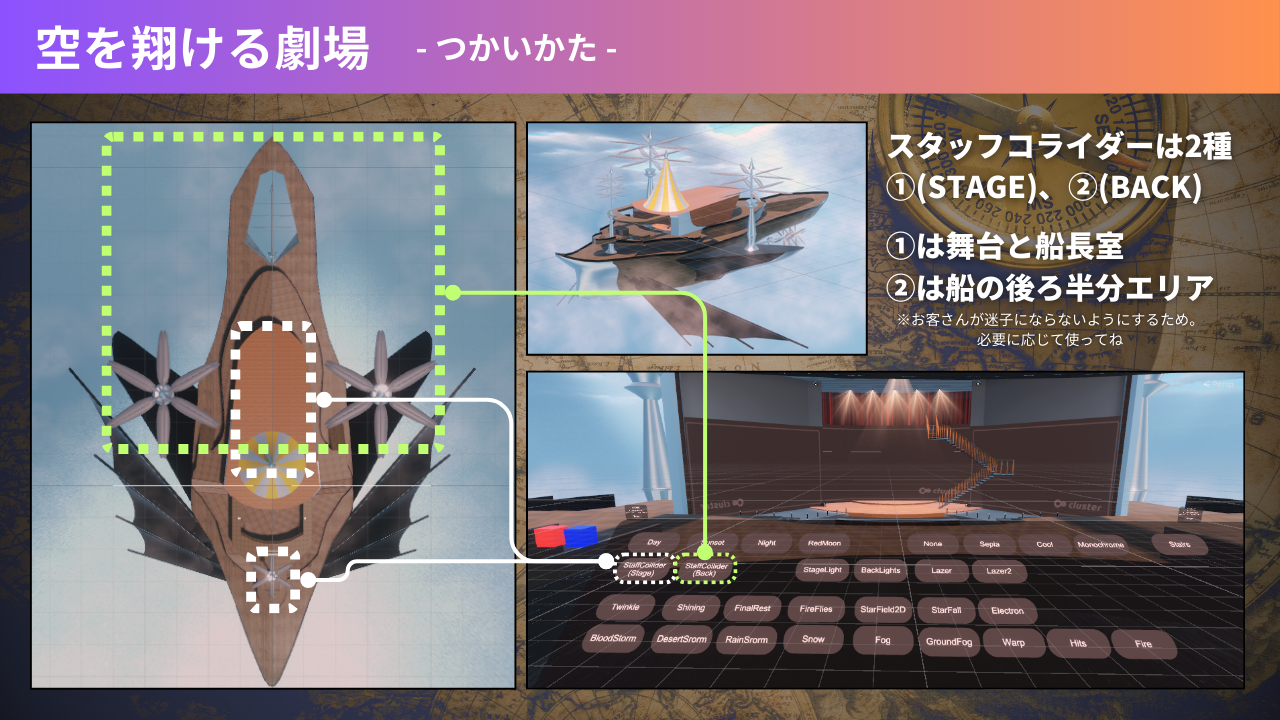 空を翔ける劇場 - つかいかた -
スタッフコライダーは2種
①(STAGE)、②(BACK)
①は舞台と船長室
②は船の後ろ半分エリア
※お客さんが迷子にならないようにするため。
必要に応じて使ってね
cluster
Day Sunset Night RedMoon None Sepia Cool Monochrome Stairs
StaffCollider
(Stage)
StaffCollider
(Back)
StageLight BackLights Lazer Lazer2
Twinkle Shining FinalRest FireFlies StarField2D StarFall Electron
BloodStorm DesertSrorm RainSrorm Snow Fog GroundFog Warp Hits Fire